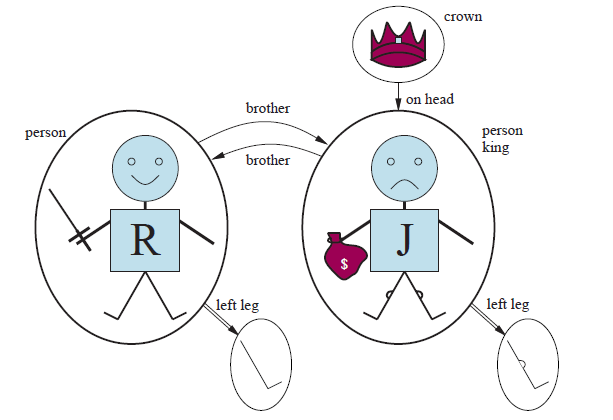 crown
on head
brother
person
person
king
brother
R
J
$
left leg
left leg